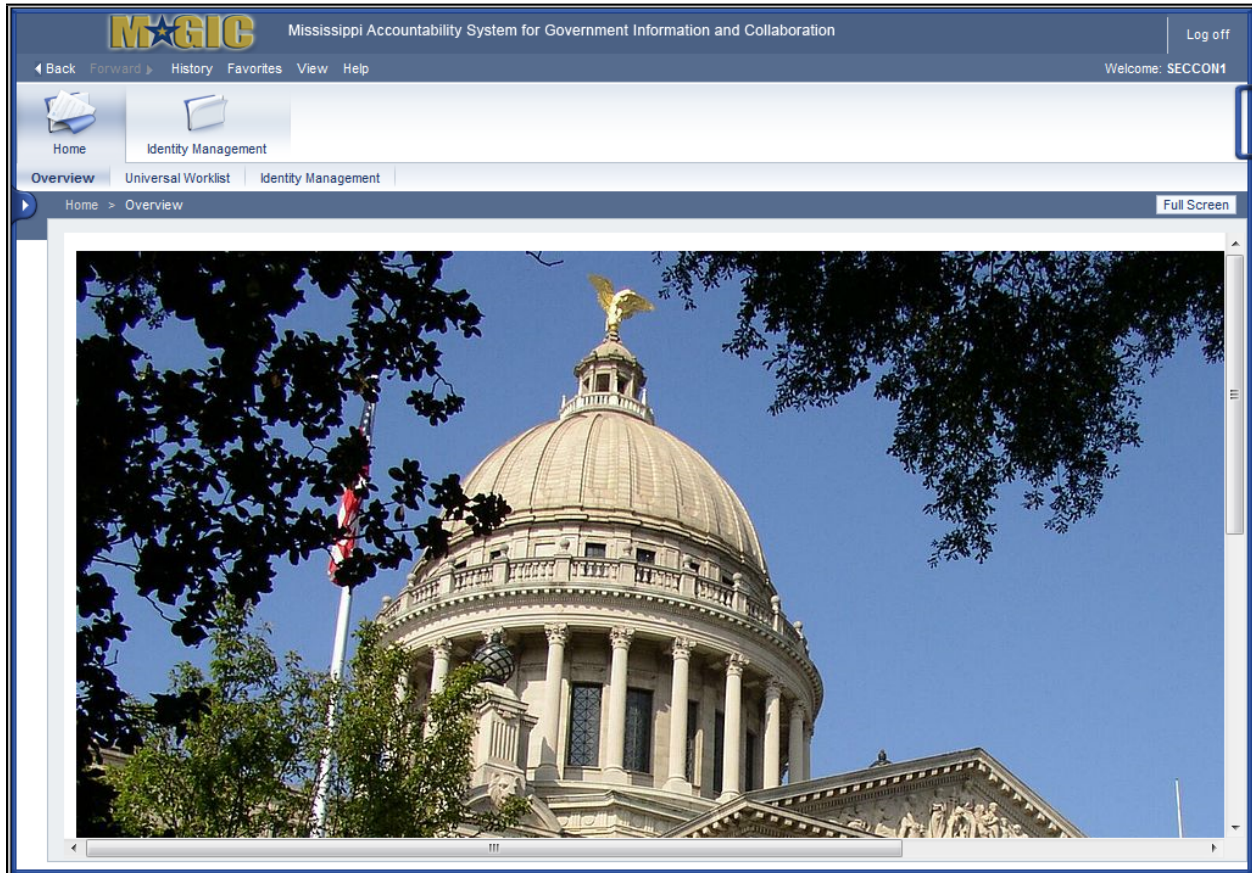 MAGIC Mississippi Accountability System for Government Information and Collaboration Log off
Back Forward History Favorites View Help Welcome: SECCON1
Home Identity Management
Overview Universal Worklist Identity Management
Home > Overview Full Screen